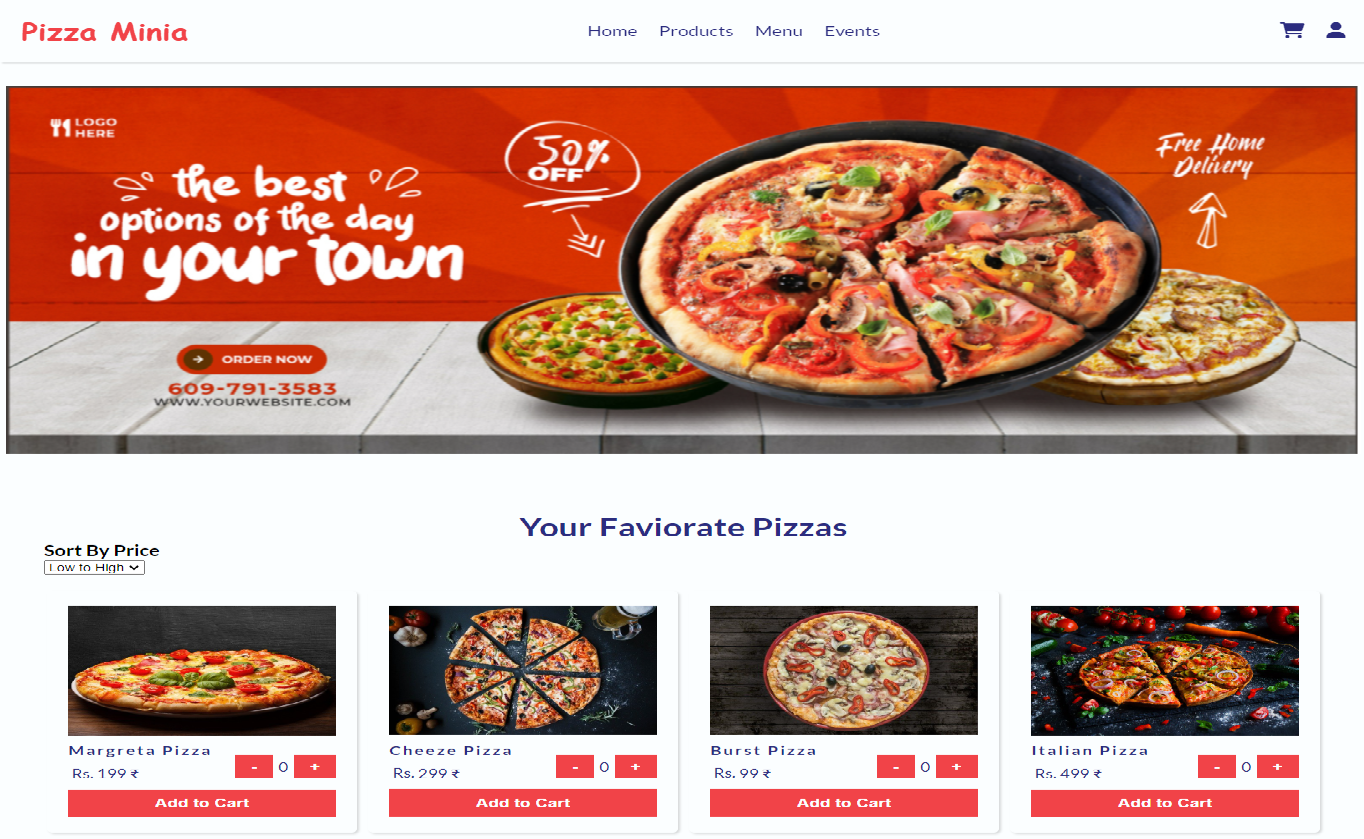 Pizza Minia
Home Products Menu Events
LOGO
HERE
the best
options of the day
in your town
50%
OFF
Free Home
Delivery
ORDER NOW
609-791-3583
WWW.YOURWEBSITE.COM
Your Faviorate Pizzas
Sort By Price
Low to High
Margreta Pizza
Rs. 199 ₹
- 0 +
Add to Cart
Cheeze Pizza
Rs. 299 ₹
- 0 +
Add to Cart
Burst Pizza
Rs. 99 ₹
- 0 +
Add to Cart
Italian Pizza
Rs. 499 ₹
- 0 +
Add to Cart